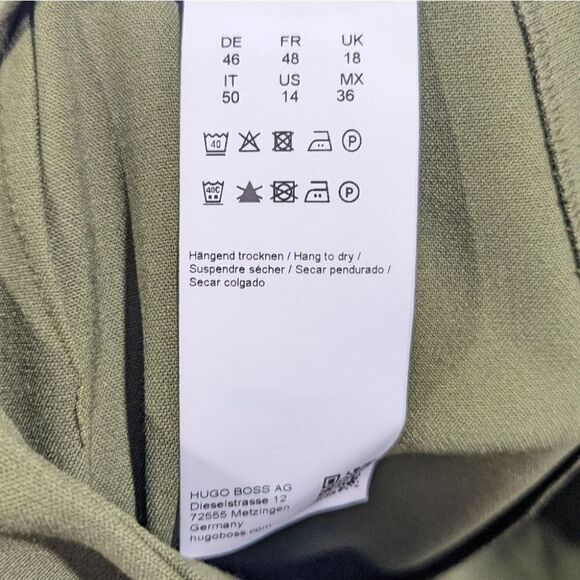 DE FR UK
46 48 18
IT US MX
50 14 36
40 P
40C P
Hängend trocknen / Hang to dry /
Suspendre sécher / Secar pendurado /
Secar colgado
HUGO BOSS AG
Dieselstrasse 12
72555 Metzingen
Germany
hugoboss.com